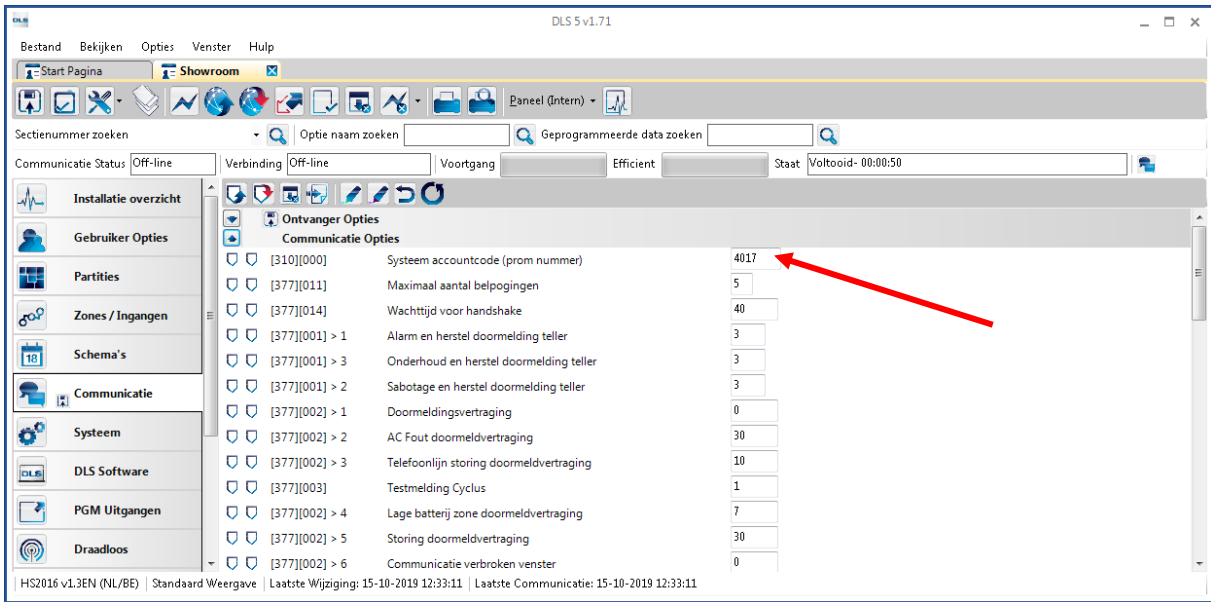 DLS DLS 5 v1.71
Bestand Bekijken Opties Venster Hulp
Start Pagina Showroom
Paneel (Intern)
Sectienummer zoeken Optie naam zoeken Geprogrammeerde data zoeken
Communicatie Status Off-line Verbinding Off-line Voortgang Efficient Staat Voltooid- 00:00:50
Installatie overzicht
Gebruiker Opties
Partities
Zones / Ingangen
18 Schema's
Communicatie
Systeem
DLS DLS Software
PGM Uitgangen
Draadloos
Ontvanger Opties
Communicatie Opties
[310][000] Systeem accountcode (prom nummer) 4017
[377][011] Maximaal aantal belpogingen 5
[377][014] Wachttijd voor handshake 40
[377][001] > 1 Alarm en herstel doormelding teller 3
[377][001] > 3 Onderhoud en herstel doormelding teller 3
[377][001] > 2 Sabotage en herstel doormelding teller 3
[377][002] > 1 Doormeldingsvertraging 0
[377][002] > 2 AC Fout doormeldvertraging 30
[377][002] > 3 Telefoonlijn storing doormeldvertraging 10
[377][003] Testmelding Cyclus 1
[377][002] > 4 Lage batterij zone doormeldvertraging 7
[377][002] > 5 Storing doormeldvertraging 30
[377][002] > 6 Communicatie verbroken venster 0
HS2016 v1.3EN (NL/BE) Standaard Weergave Laatste Wijziging: 15-10-2019 12:33:11 Laatste Communicatie: 15-10-2019 12:33:11